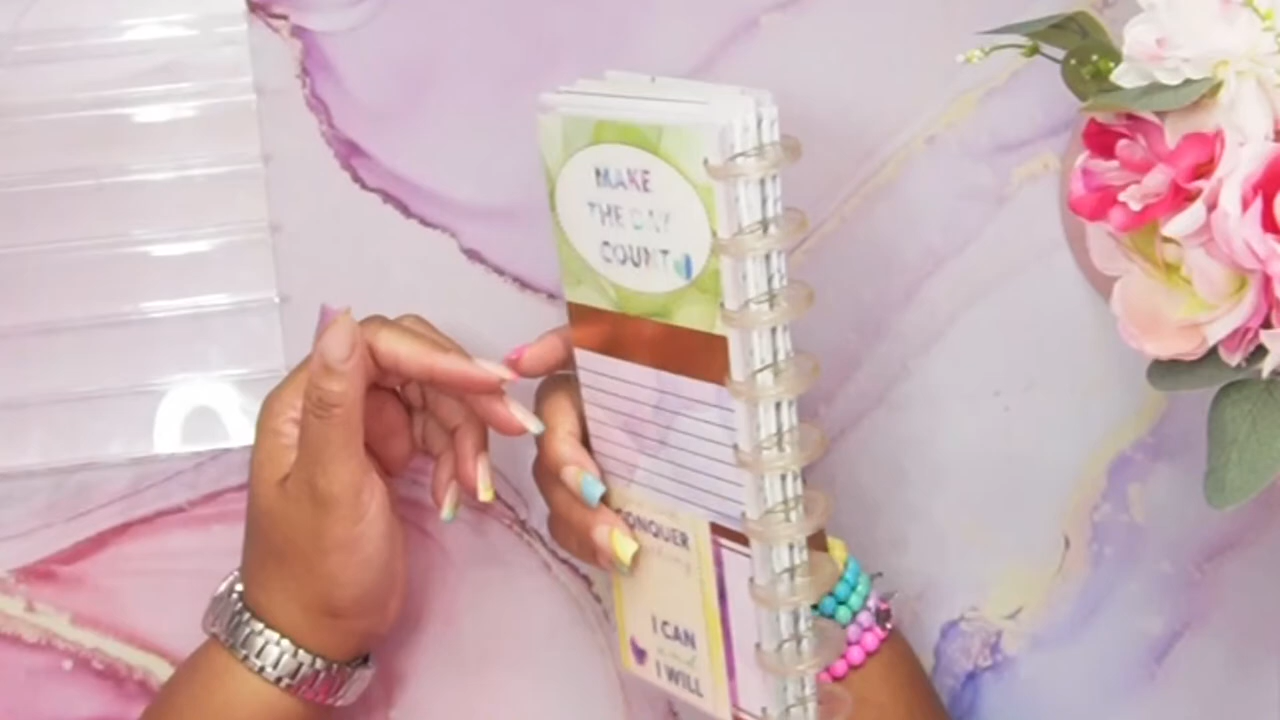 MAKE
THE DAY
COUNT
CONQUER
I CAN
I WILL